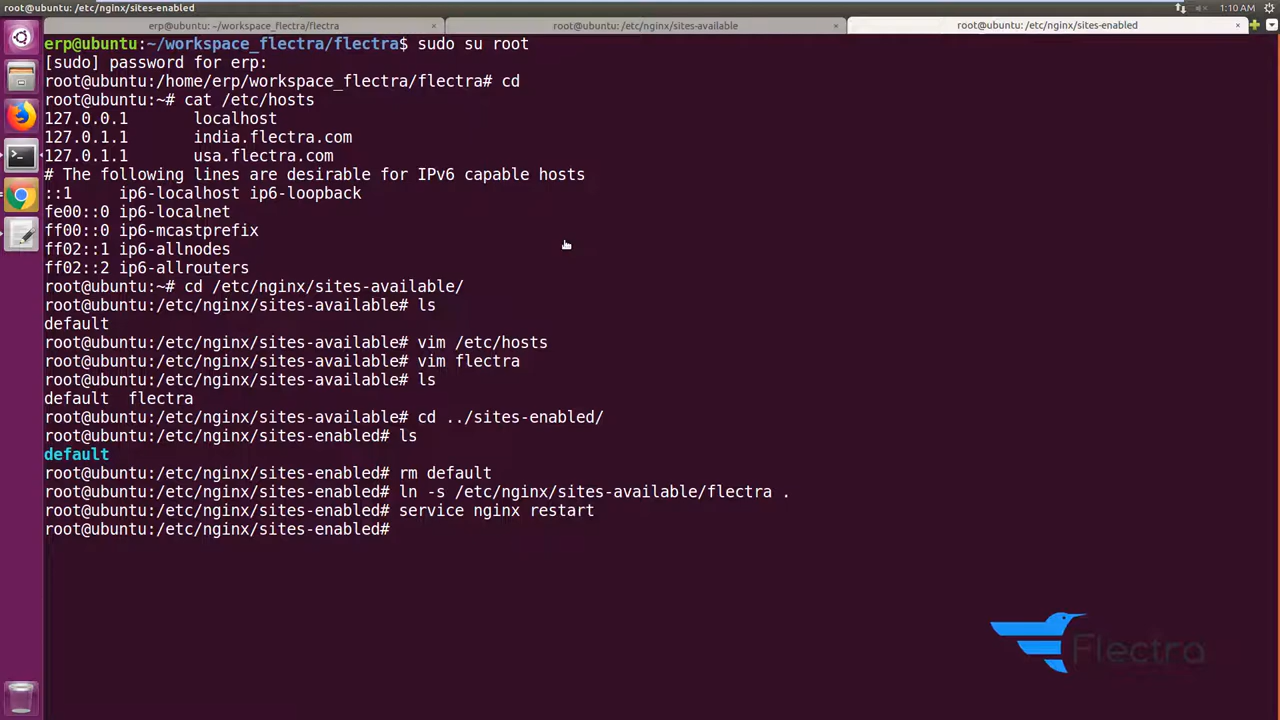 root@ubuntu: /etc/nginx/sites-enabled
1:10 AM
erp@ubuntu: ~/workspace_flectra/flectra
root@ubuntu: /etc/nginx/sites-available
root@ubuntu: /etc/nginx/sites-enabled
erp@ubuntu:~/workspace_flectra/flectra$ sudo su root
[sudo] password for erp:
root@ubuntu:/home/erp/workspace_flectra/flectra# cd
root@ubuntu:~# cat /etc/hosts
127.0.0.1       localhost
127.0.1.1       india.flectra.com
127.0.1.1       usa.flectra.com
# The following lines are desirable for IPv6 capable hosts
::1     ip6-localhost ip6-loopback
fe00::0 ip6-localnet
ff00::0 ip6-mcastprefix
ff02::1 ip6-allnodes
ff02::2 ip6-allrouters
root@ubuntu:~# cd /etc/nginx/sites-available/
root@ubuntu:/etc/nginx/sites-available# ls
default
root@ubuntu:/etc/nginx/sites-available# vim /etc/hosts
root@ubuntu:/etc/nginx/sites-available# vim flectra
root@ubuntu:/etc/nginx/sites-available# ls
default  flectra
root@ubuntu:/etc/nginx/sites-available# cd ../sites-enabled/
root@ubuntu:/etc/nginx/sites-enabled# ls
default
root@ubuntu:/etc/nginx/sites-enabled# rm default
root@ubuntu:/etc/nginx/sites-enabled# ln -s /etc/nginx/sites-available/flectra .
root@ubuntu:/etc/nginx/sites-enabled# service nginx restart
root@ubuntu:/etc/nginx/sites-enabled#
Flectra